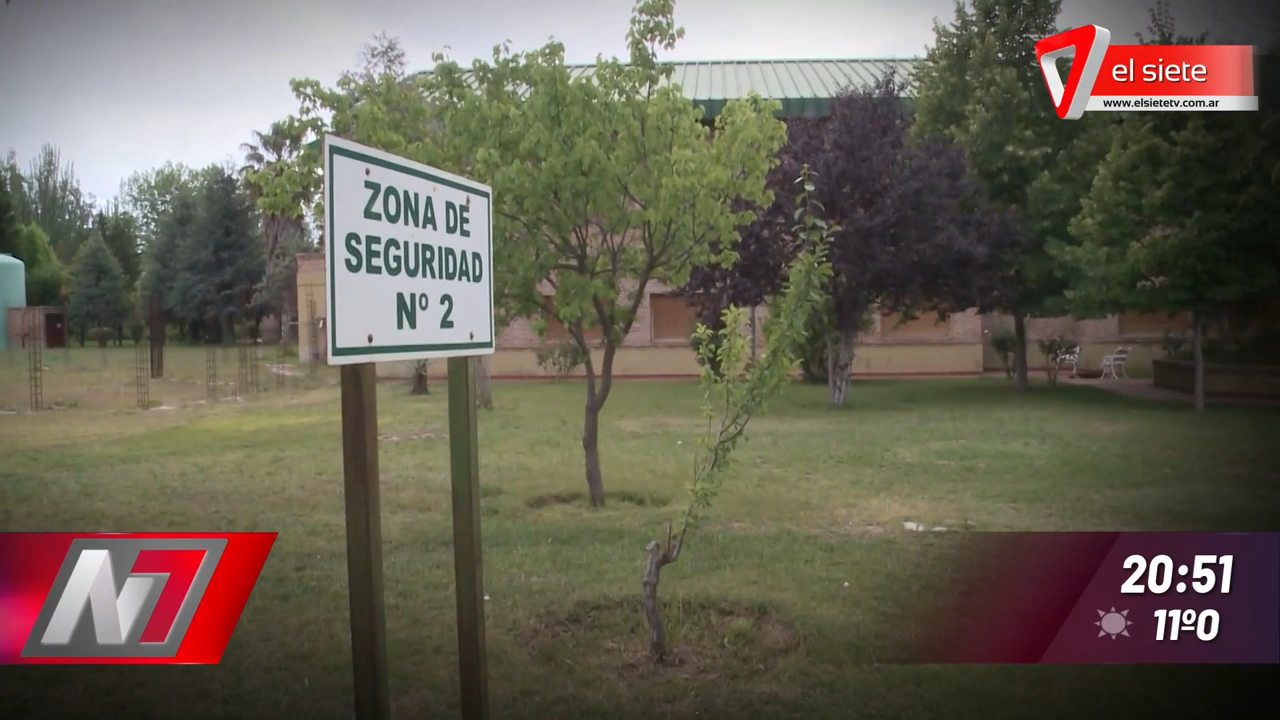 el siete
www.elsietetv.com.ar
ZONA DE
SEGURIDAD
Nº 2
N7
20:51
11º0